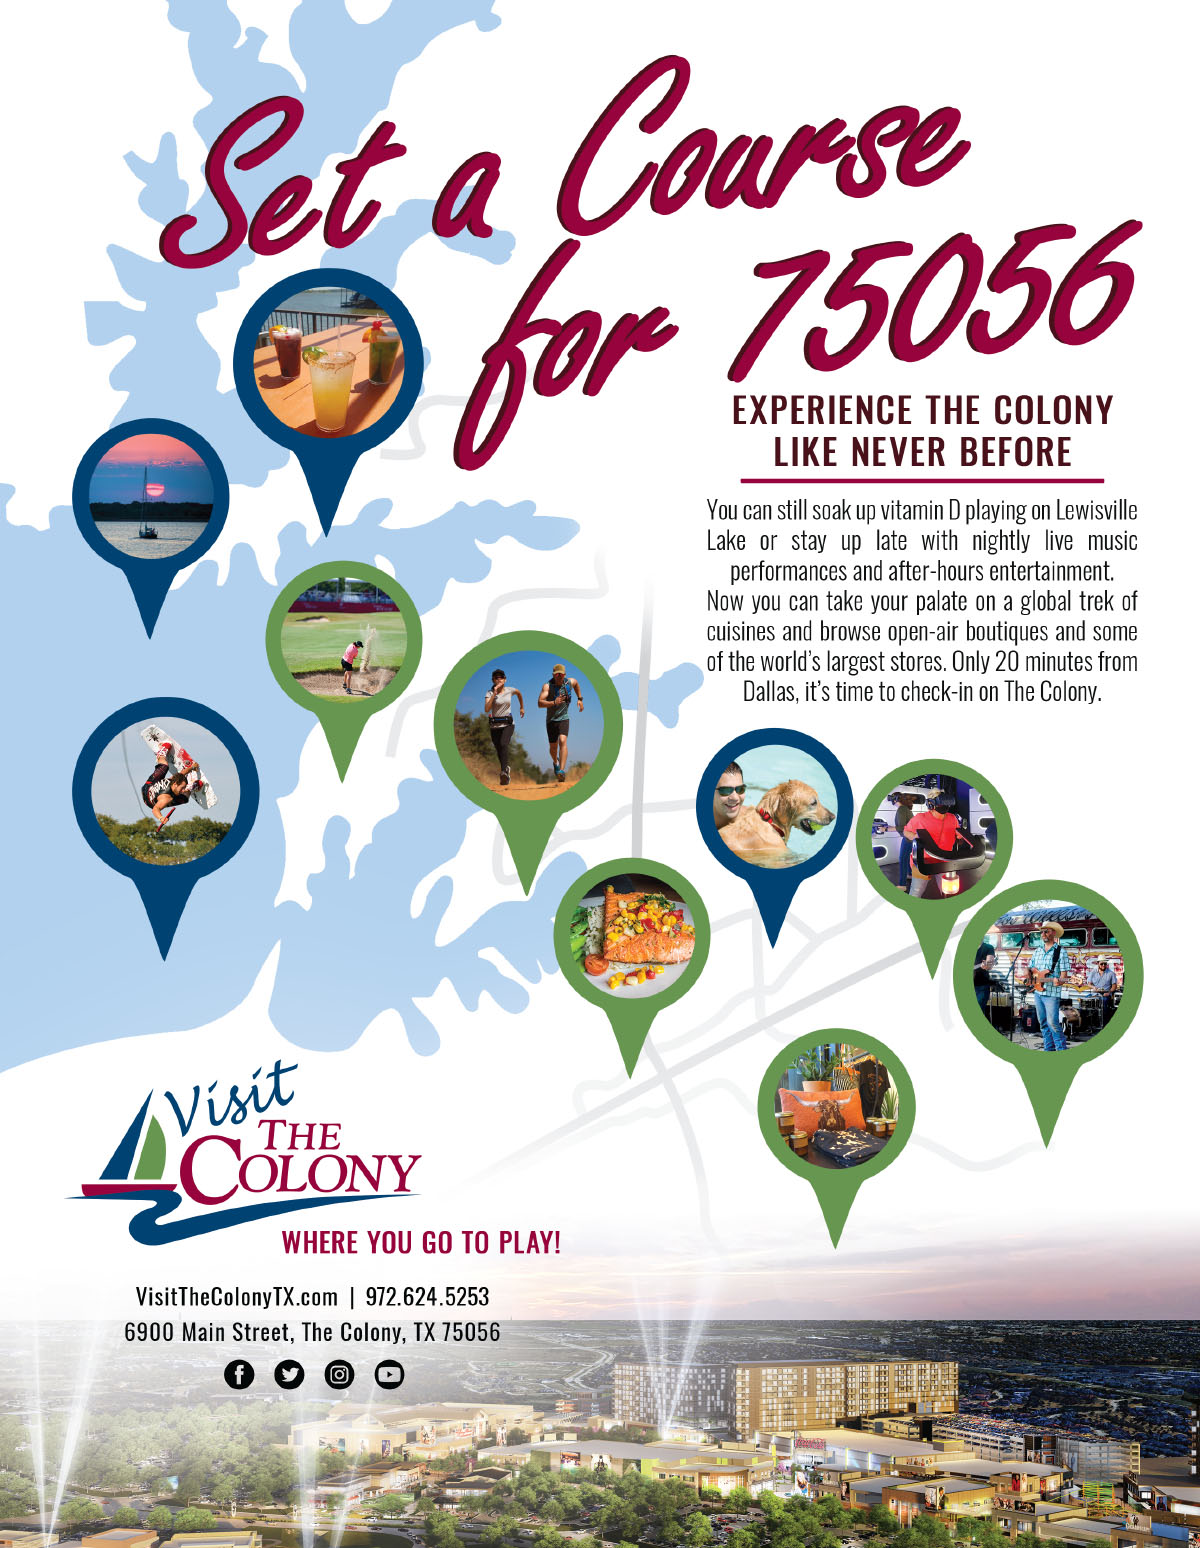 Set a Course
for 75056
EXPERIENCE THE COLONY
LIKE NEVER BEFORE
You can still soak up vitamin D playing on Lewisville
Lake or stay up late with nightly live music
performances and after-hours entertainment.
Now you can take your palate on a global trek of
cuisines and browse open-air boutiques and some
of the world's largest stores. Only 20 minutes from
Dallas, it's time to check-in on The Colony.
Visit
THE
COLONY
WHERE YOU GO TO PLAY!
VisitTheColonyTX.com | 972.624.5253
6900 Main Street, The Colony, TX 75056